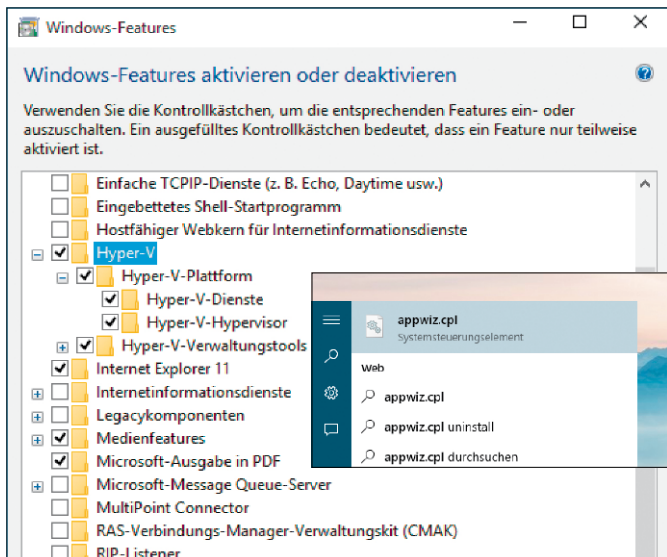 Windows-Features
Windows-Features aktivieren oder deaktivieren
Verwenden Sie die Kontrollkästchen, um die entsprechenden Features ein- oder
auszuschalten. Ein ausgefülltes Kontrollkästchen bedeutet, dass ein Feature nur teilweise
aktiviert ist.
Einfache TCPIP-Dienste (z. B. Echo, Daytime usw.)
Eingebettetes Shell-Startprogramm
Hostfähiger Webkern für Internetinformationsdienste
Hyper-V
Hyper-V-Plattform
Hyper-V-Dienste
Hyper-V-Hypervisor
Hyper-V-Verwaltungstools
Internet Explorer 11
Internetinformationsdienste
Legacykomponenten
Medienfeatures
Microsoft-Ausgabe in PDF
Microsoft-Message Queue-Server
MultiPoint Connector
RAS-Verbindungs-Manager-Verwaltungskit (CMAK)
RIP-Listener
appwiz.cpl
Systemsteuerungselement
Web
appwiz.cpl
appwiz.cpl uninstall
appwiz.cpl durchsuchen